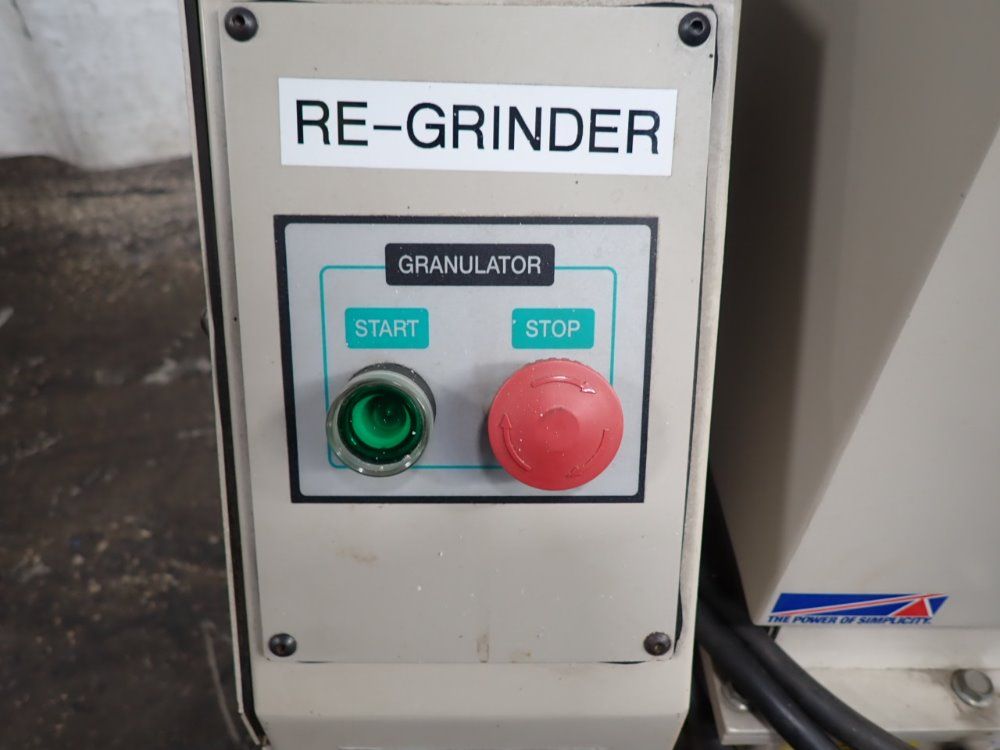 RE-GRINDER
GRANULATOR
START
STOP
THE POWER OF SIMPLICITY.